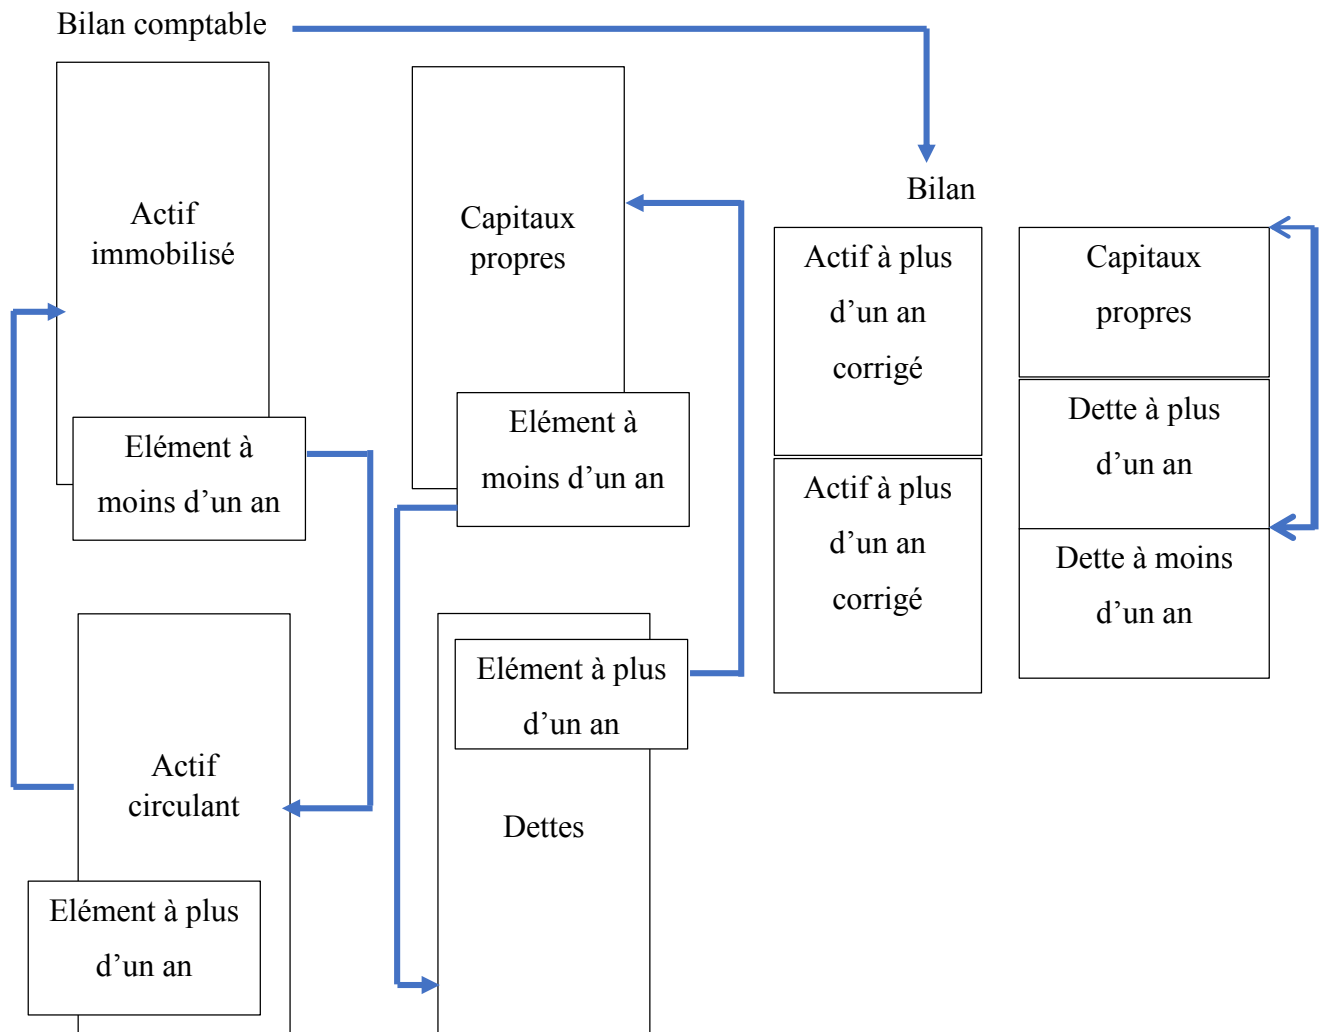 Bilan comptable
Actif
immobilisé
Elément à
moins d’un an
Actif
circulant
Elément à plus
d’un an
Capitaux
propres
Elément à
moins d’un an
Elément à plus
d’un an
Dettes
Bilan
Actif à plus
d’un an
corrigé
Actif à plus
d’un an
corrigé
Capitaux
propres
Dette à plus
d’un an
Dette à moins
d’un an